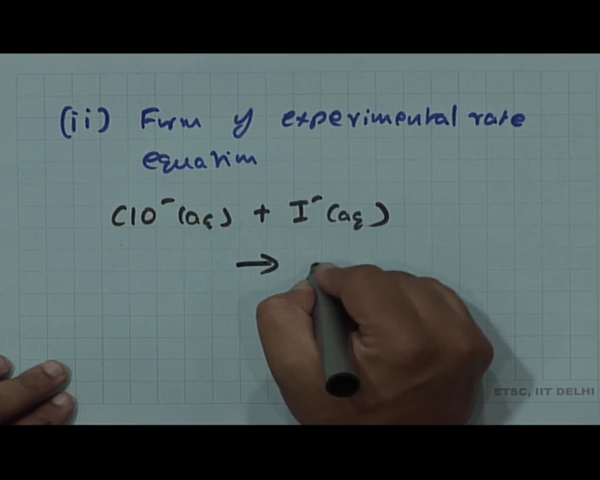 (ii) Form of experimental rate
equation
ClO⁻(aq) + I⁻(aq)
→
ETSC, IIT DELHI